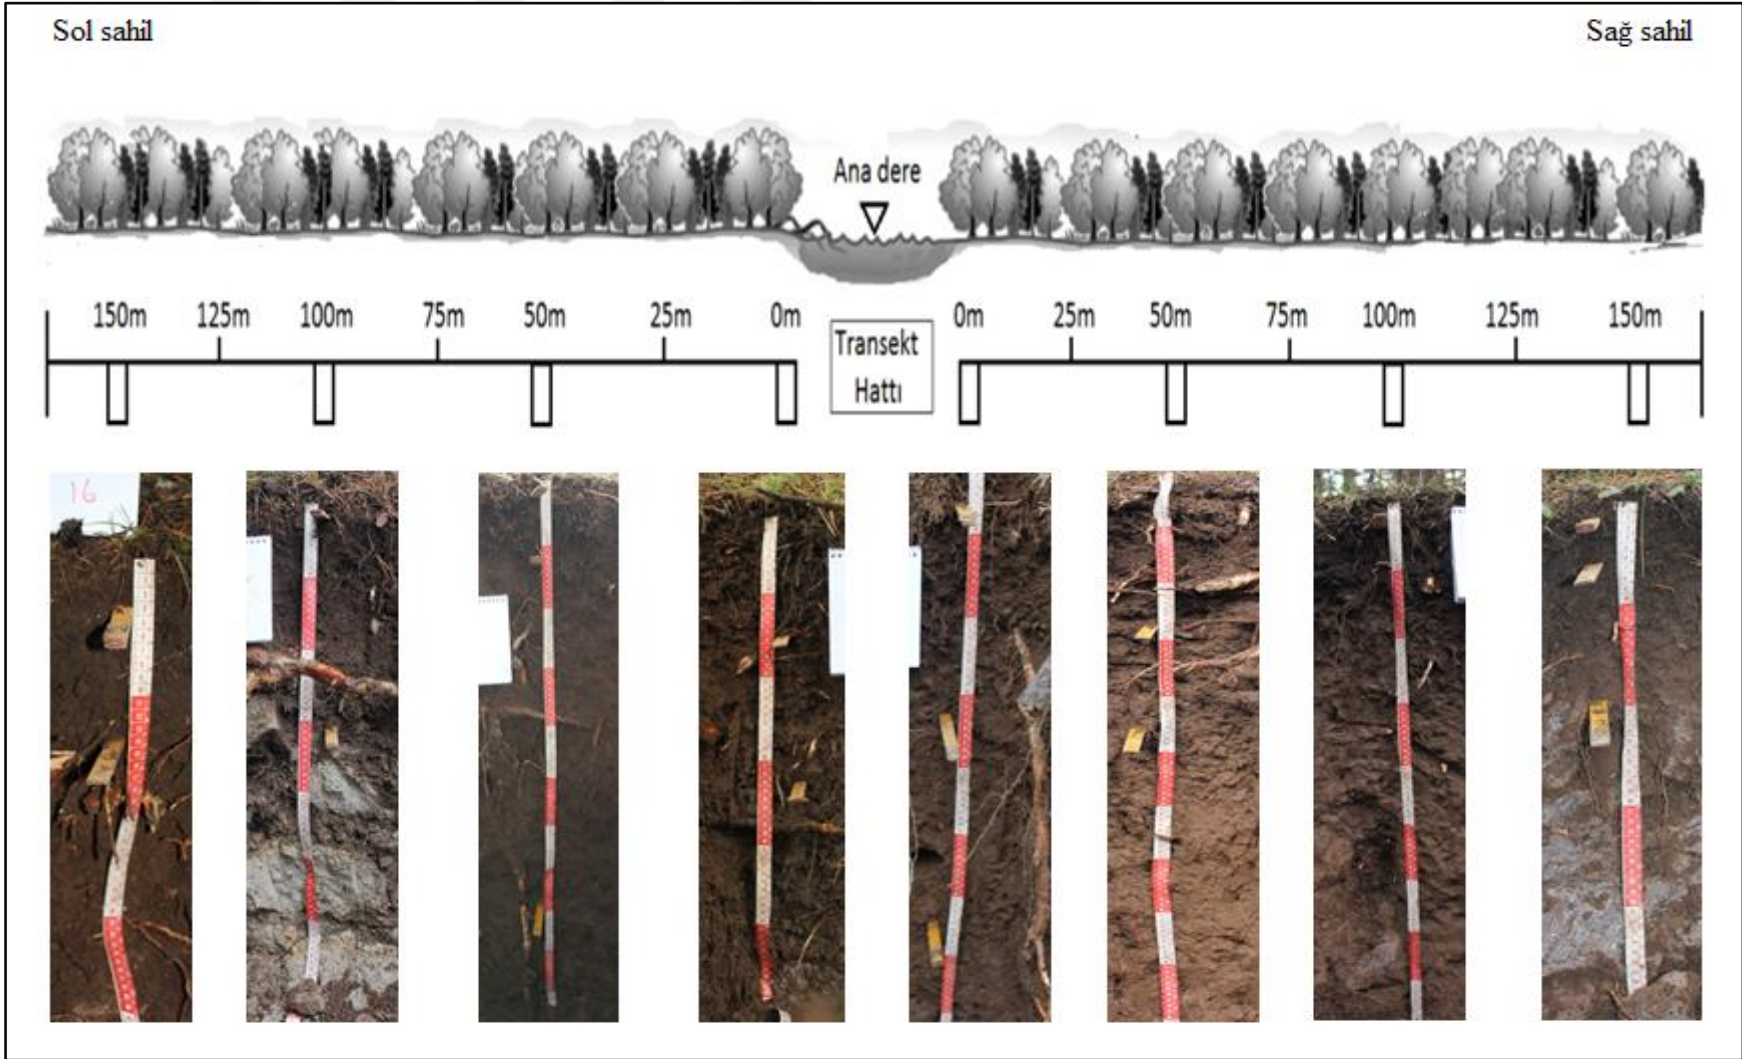 Sol sahil
Sağ sahil
Ana dere
150m 125m 100m 75m 50m 25m 0m
Transekt
Hattı
0m 25m 50m 75m 100m 125m 150m
16